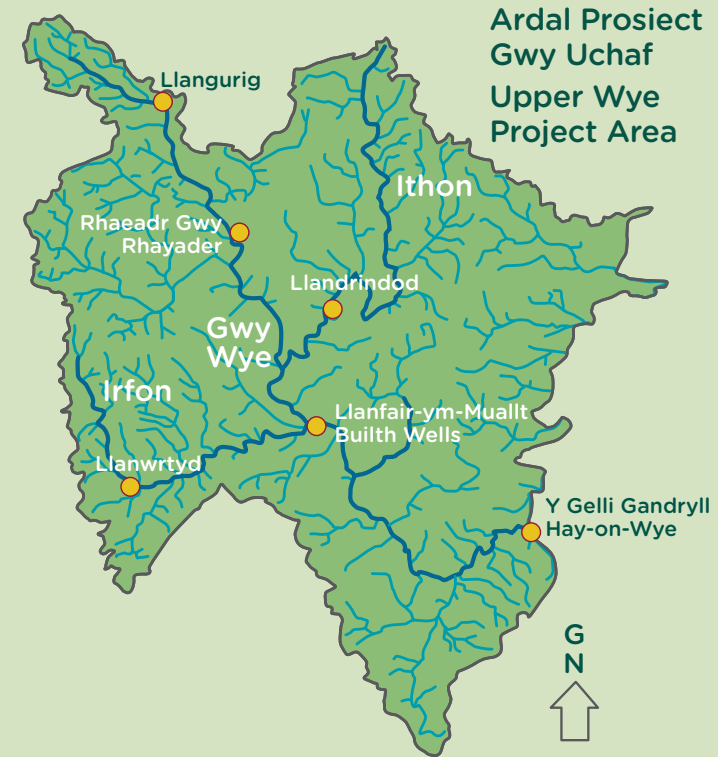 Ardal Prosiect
Gwy Uchaf
Upper Wye
Project Area
Llangurig
Ithon
Rhaeadr Gwy
Rhayader
Llandrindod
Gwy
Wye
Irfon
Llanfair-ym-Muallt
Builth Wells
Llanwrtyd
Y Gelli Gandryll
Hay-on-Wye
G
N